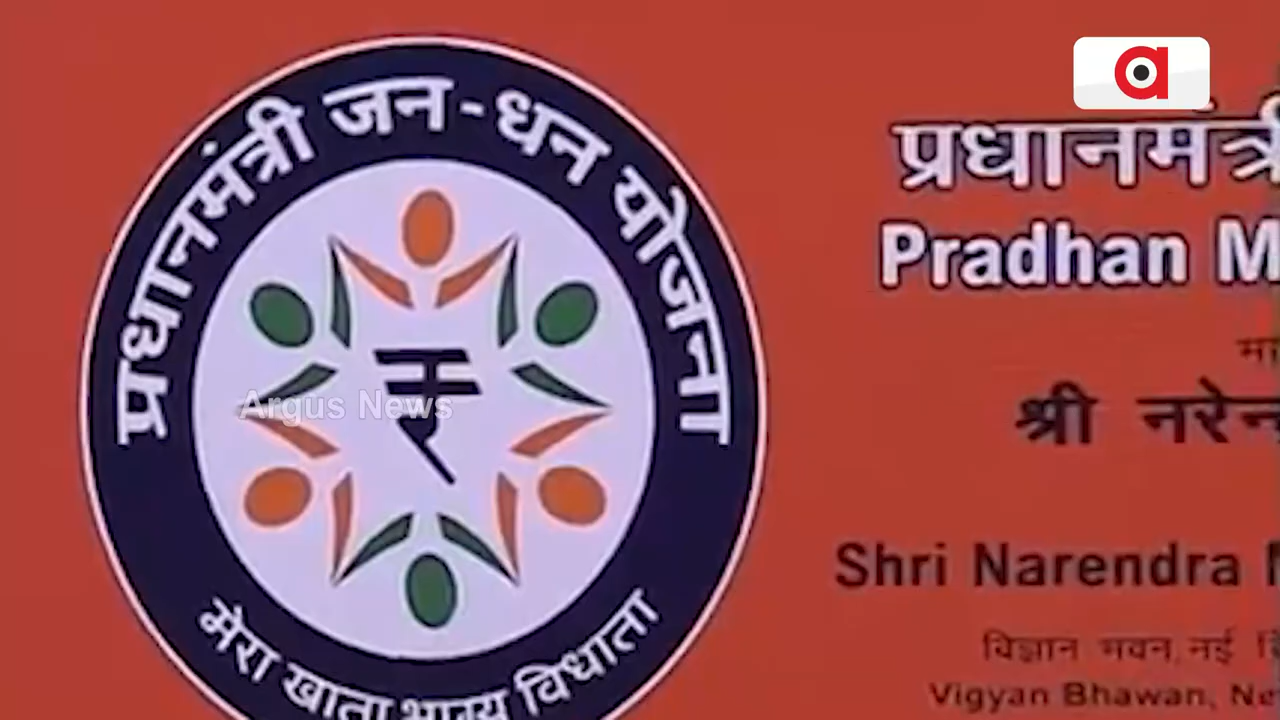 प्रधानमंत्री जन-धन योजना
₹
मेरा खाता भाग्य विधाता
Argus News
a
प्रधानमंत्री
Pradhan M
श्री नरेन
Shri Narendra
विज्ञान भवन, नई
Vigyan Bhawan, Ne